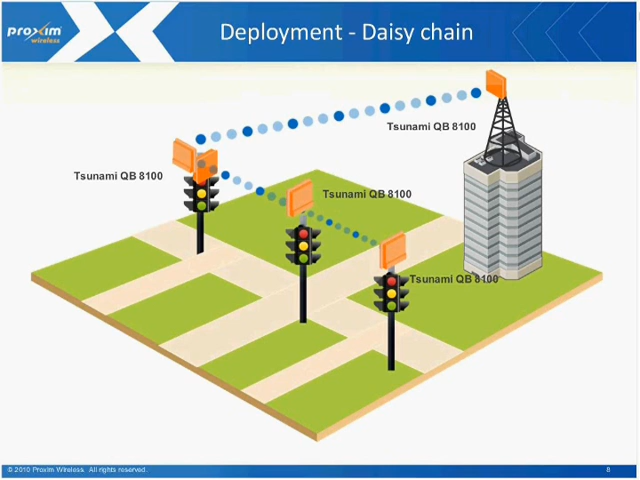 proxim
wireless
Deployment - Daisy chain
Tsunami QB 8100
Tsunami QB 8100
Tsunami QB 8100
Tsunami QB 8100
© 2010 Proxim Wireless. All rights reserved.
8